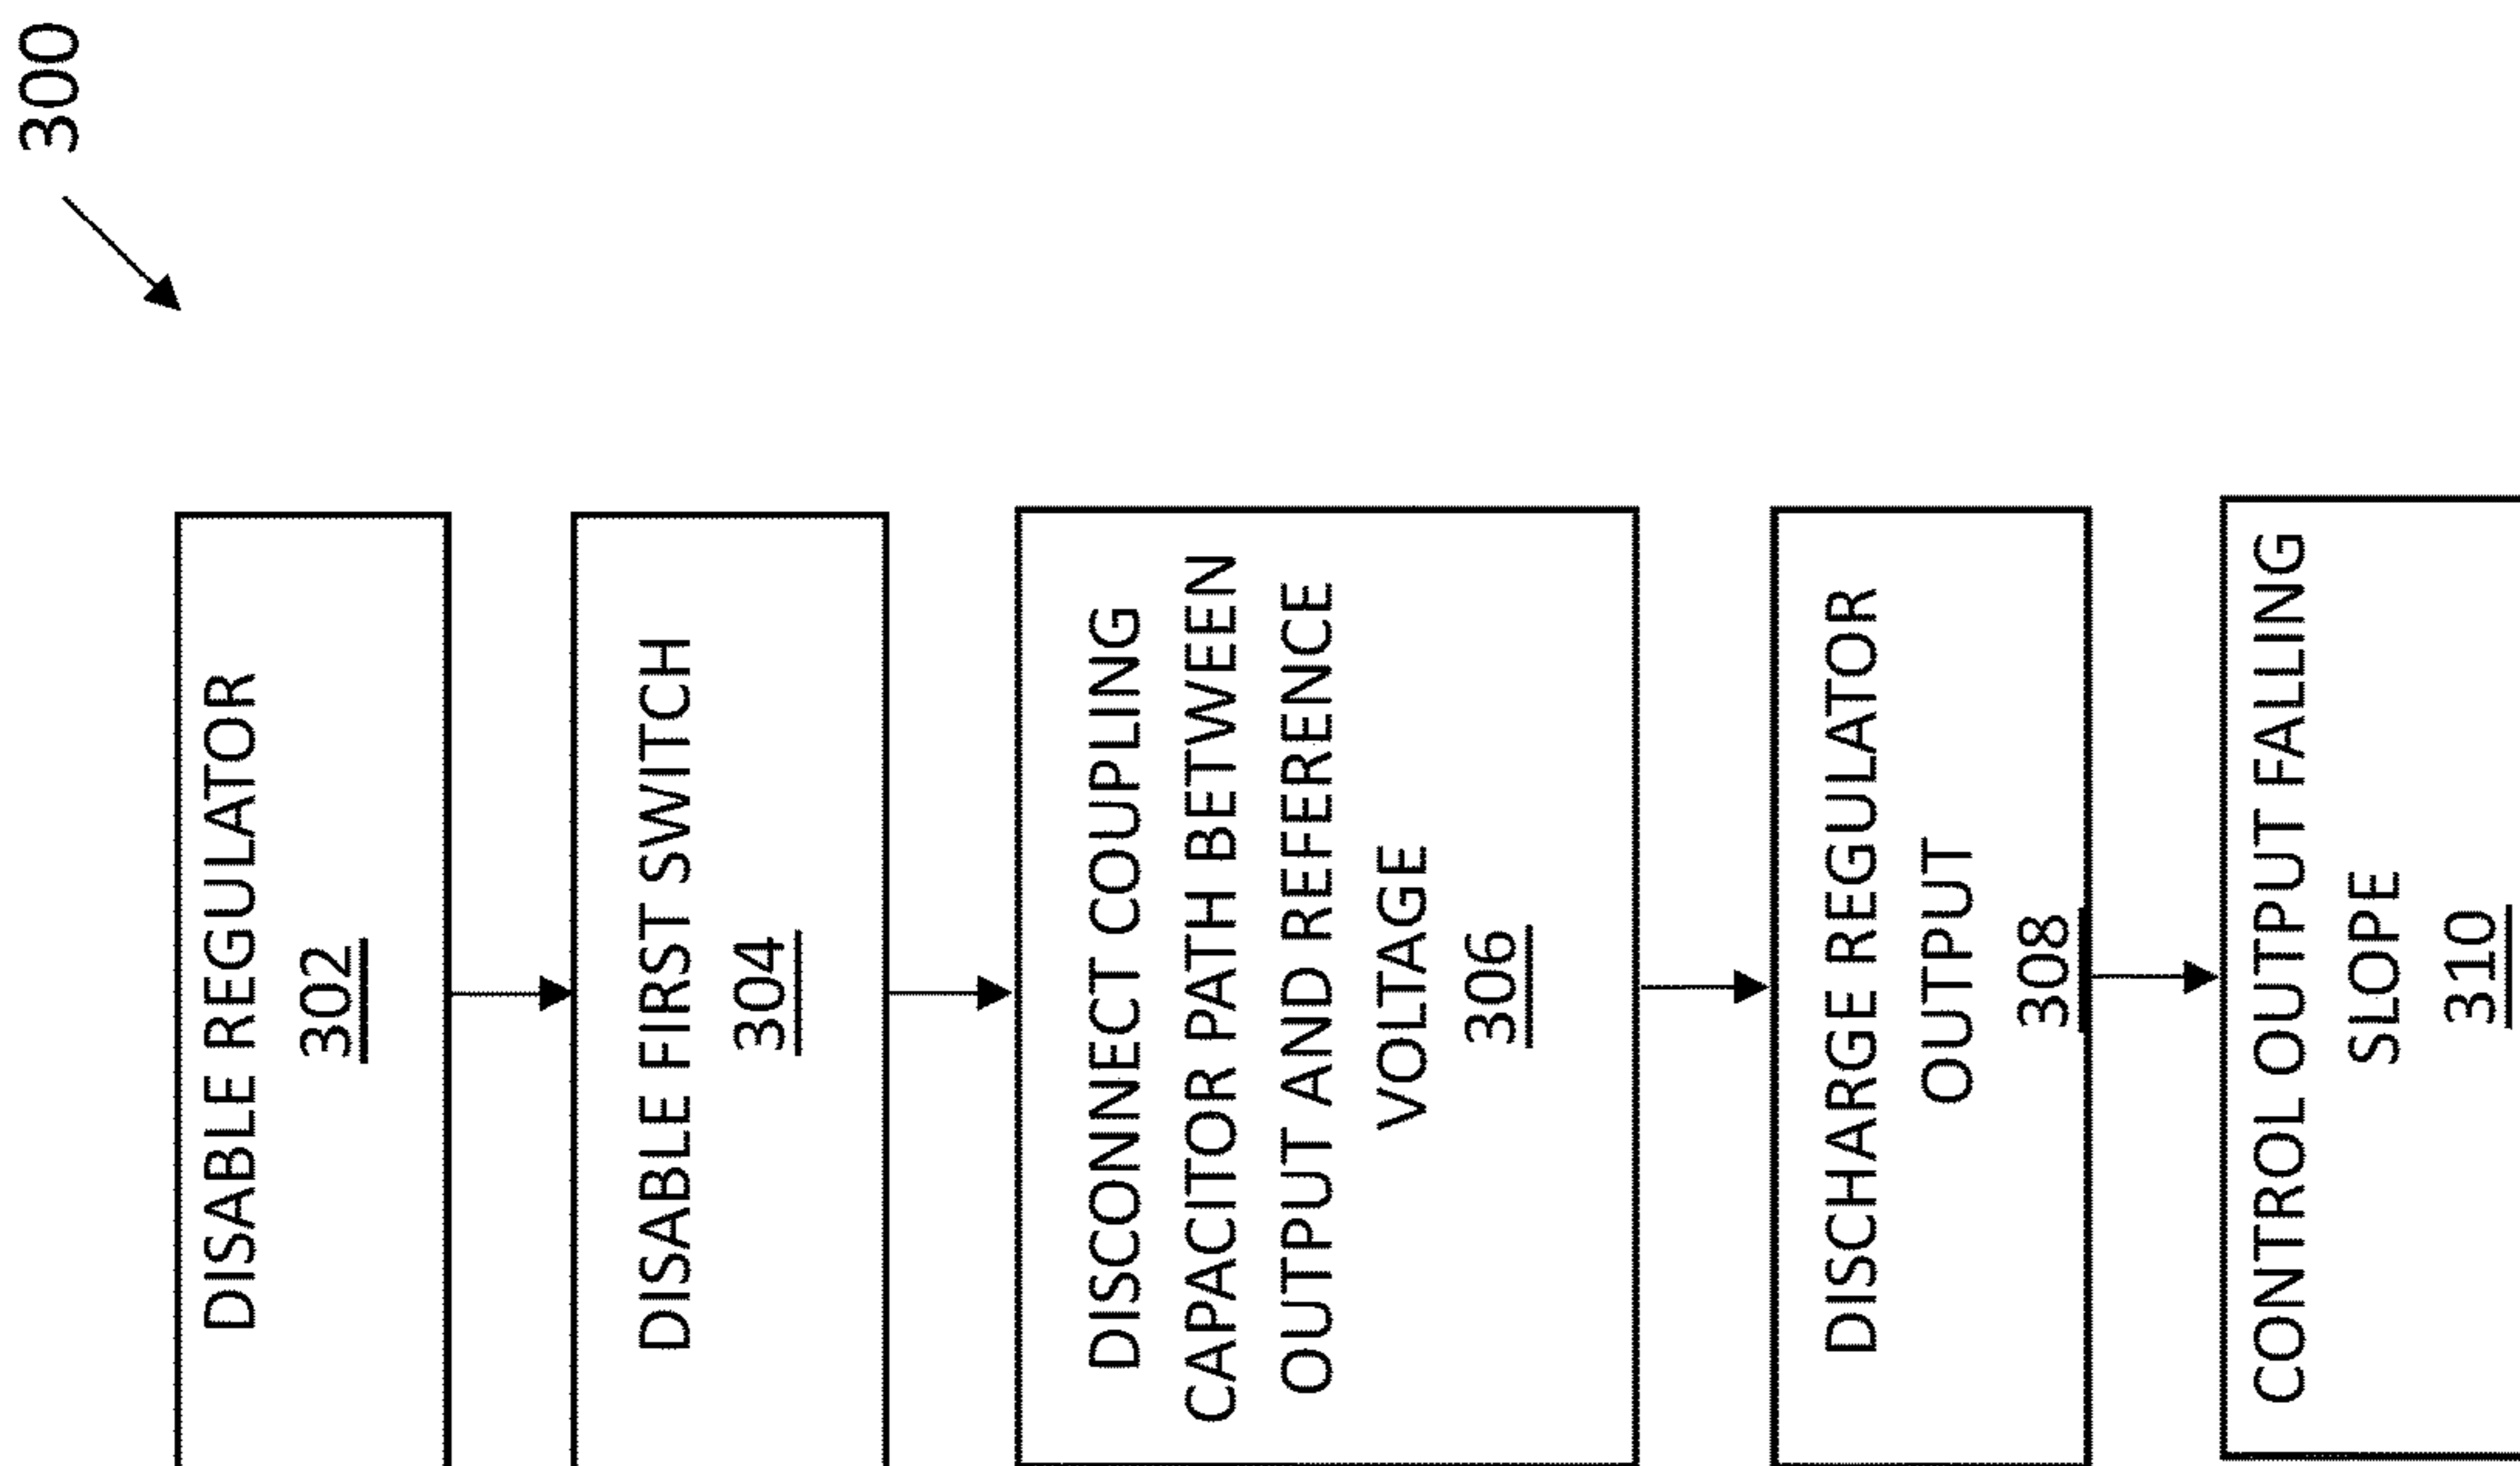 300
DISABLE REGULATOR
302
DISABLE FIRST SWITCH
304
DISCONNECT COUPLING
CAPACITOR PATH BETWEEN
OUTPUT AND REFERENCE
VOLTAGE
306
DISCHARGE REGULATOR
OUTPUT
308
CONTROL OUTPUT FALLING
SLOPE
310